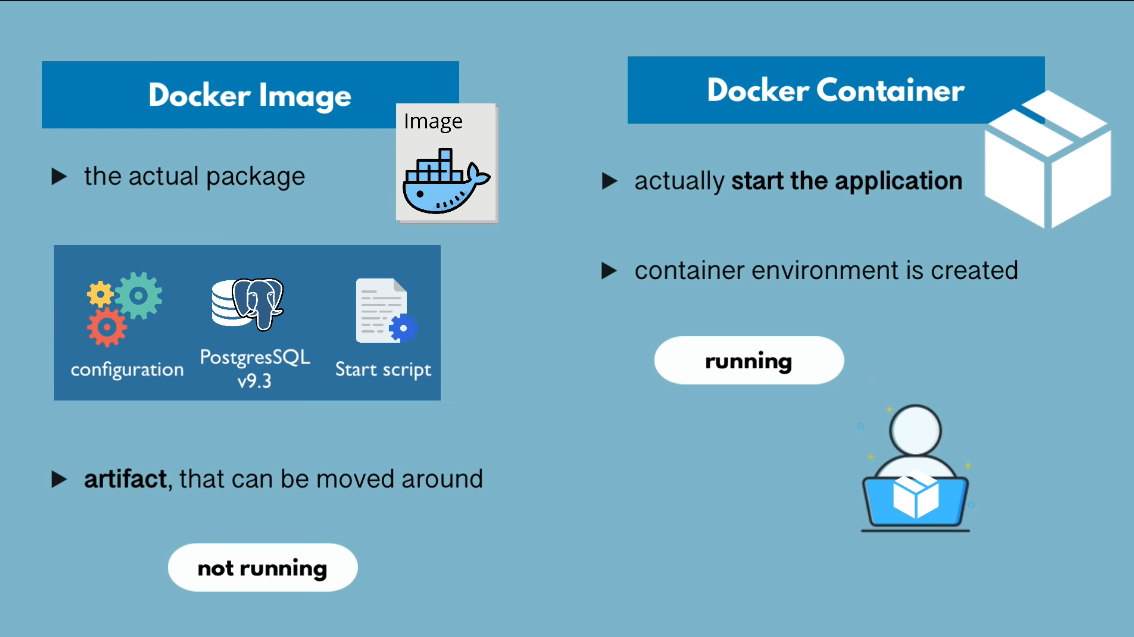 Docker Image
Image
the actual package
configuration
PostgresSQL
v9.3
Start script
artifact, that can be moved around
not running
Docker Container
actually start the application
container environment is created
running